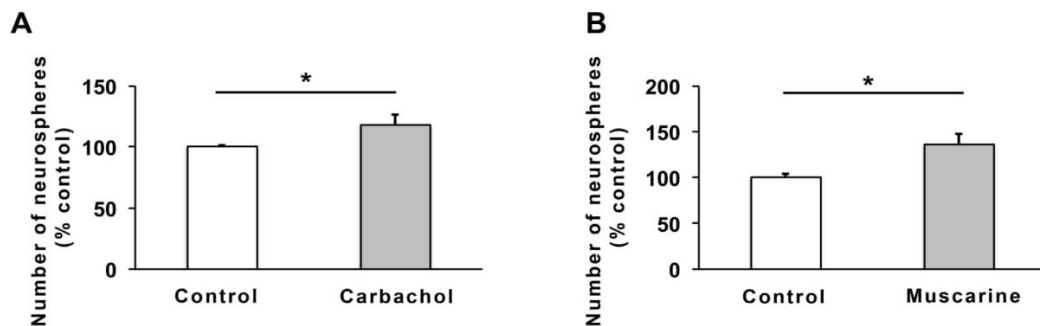 A
Number of neurospheres
(% control)
150
100
50
0
*
Control
Carbachol
B
Number of neurospheres
(% control)
200
150
100
50
0
*
Control
Muscarine